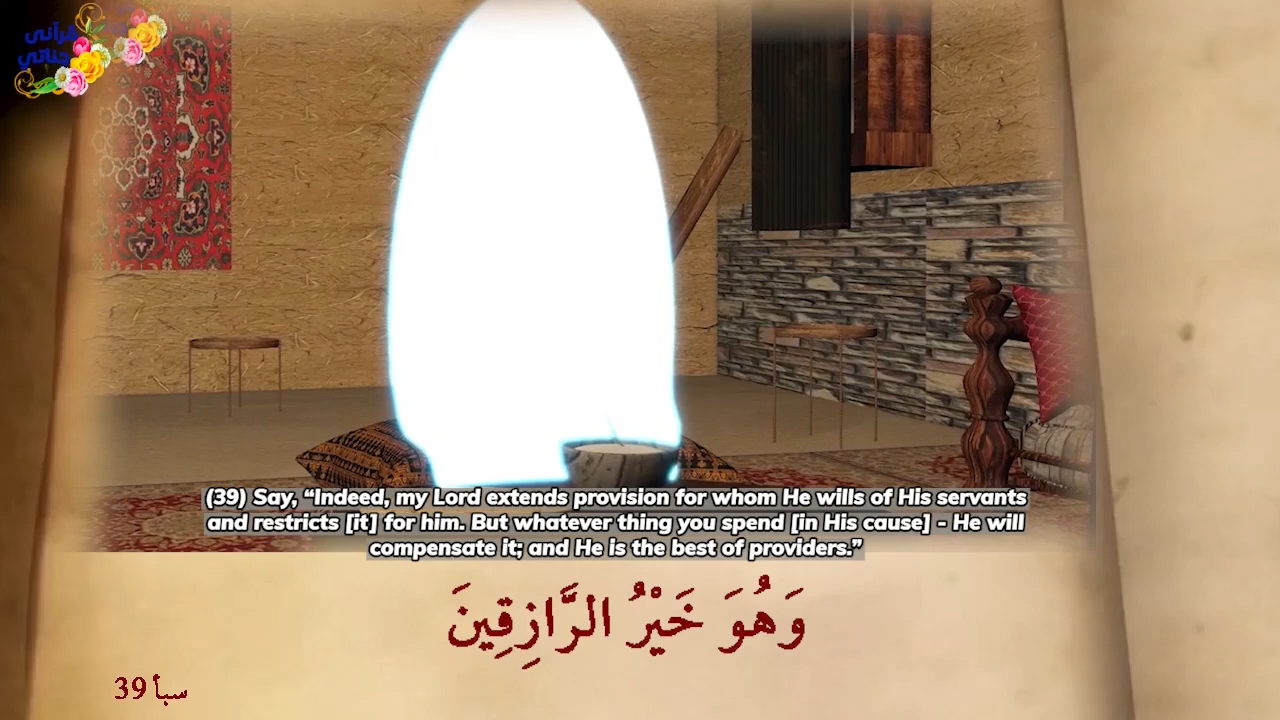 قرآنى
جناتي
(39) Say, “Indeed, my Lord extends provision for whom He wills of His servants
and restricts [it] for him. But whatever thing you spend [in His cause] - He will
compensate it; and He is the best of providers.”
وَهُوَ خَيْرُ الرَّازِقِينَ
سبأ 39